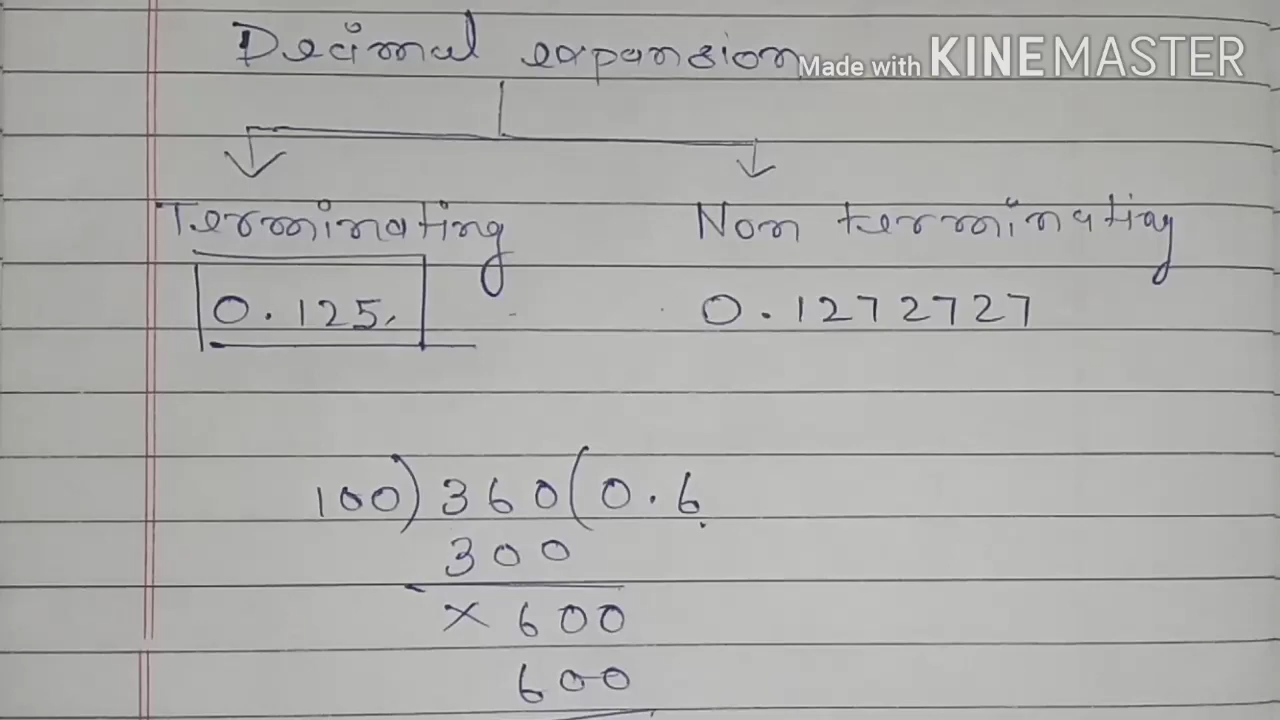 Decimal expansion
Made with KINEMASTER
Terminating Non terminating
0.125. 0.1272727
100) 360 (0.6
300
× 600
600